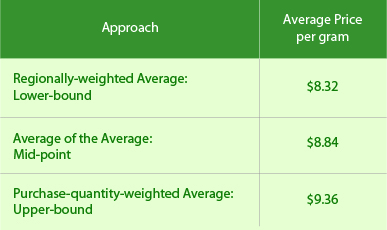 Approach
Average Price
per gram
Regionally-weighted Average:
Lower-bound
$8.32
Average of the Average:
Mid-point
$8.84
Purchase-quantity-weighted Average:
Upper-bound
$9.36